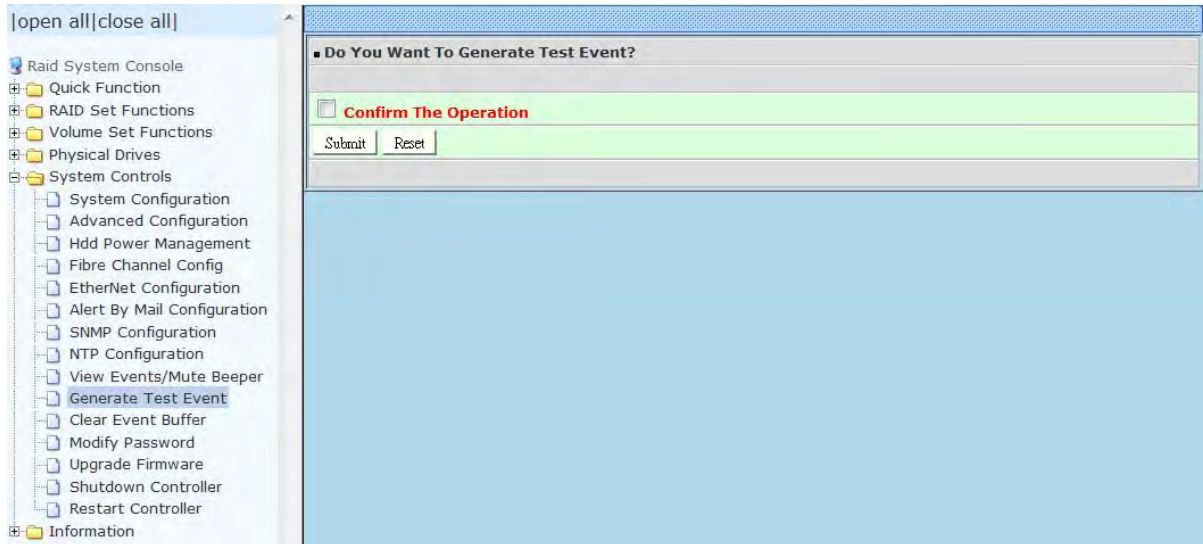 |open all|close all|
Raid System Console
Quick Function
RAID Set Functions
Volume Set Functions
Physical Drives
System Controls
System Configuration
Advanced Configuration
Hdd Power Management
Fibre Channel Config
EtherNet Configuration
Alert By Mail Configuration
SNMP Configuration
NTP Configuration
View Events/Mute Beeper
Generate Test Event
Clear Event Buffer
Modify Password
Upgrade Firmware
Shutdown Controller
Restart Controller
Information
Do You Want To Generate Test Event?
Confirm The Operation
Submit Reset